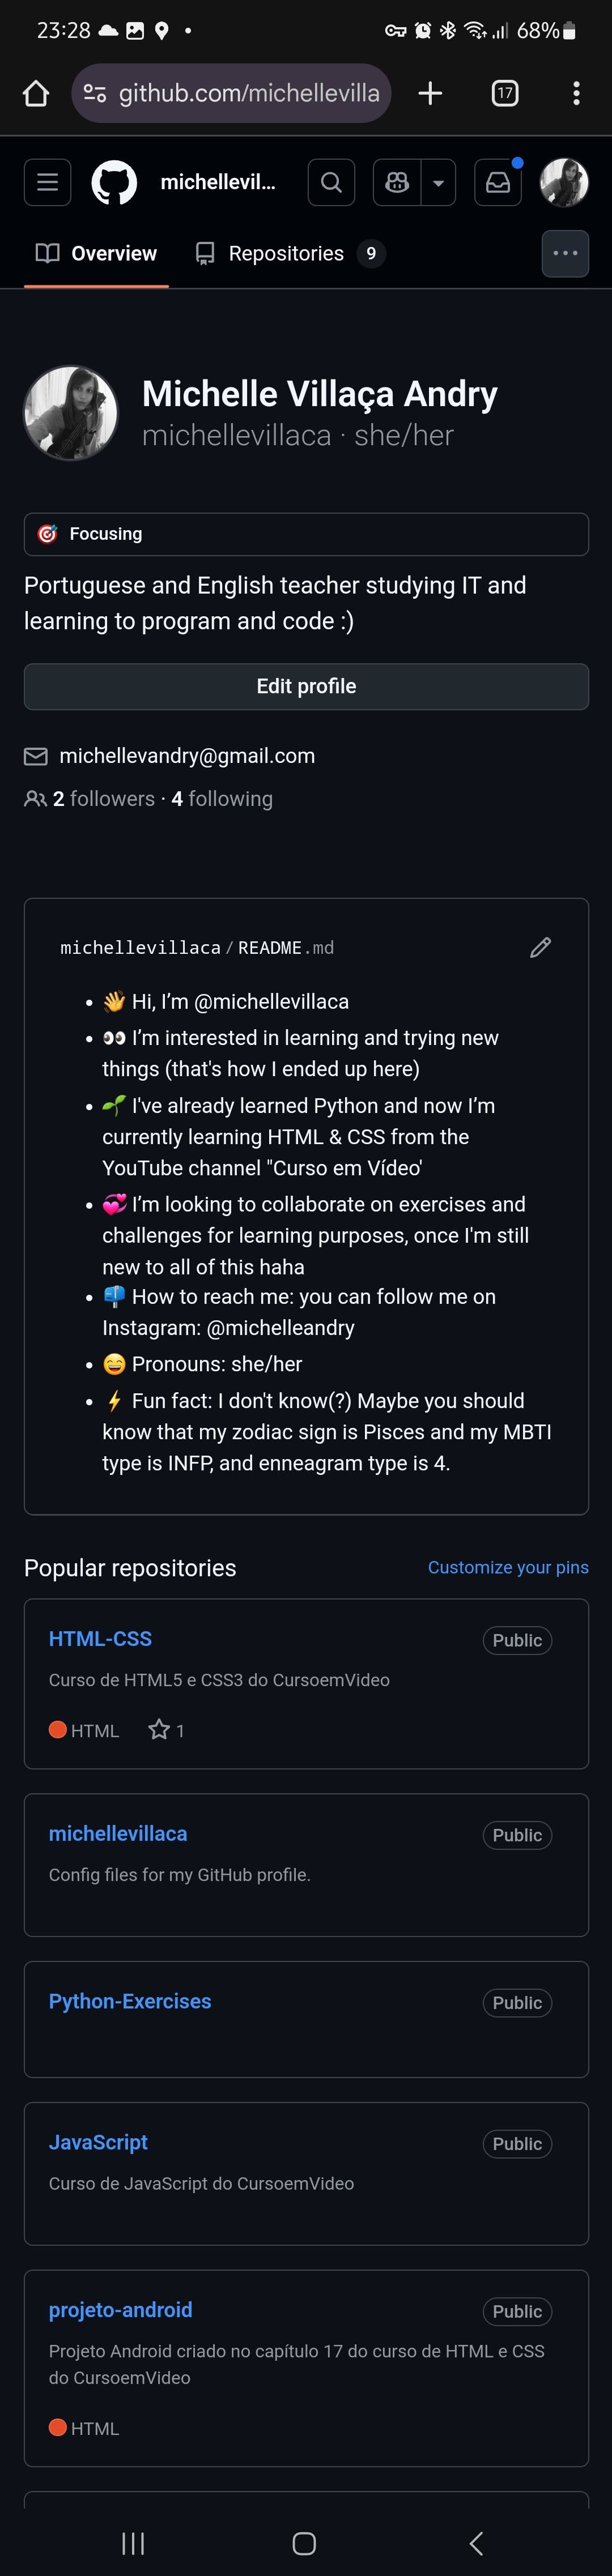 23:28
68%
github.com/michellevilla
17
michellevil...
Overview
Repositories 9
Michelle Villaça Andry
michellevillaca · she/her
🎯 Focusing
Portuguese and English teacher studying IT and
learning to program and code :)
Edit profile
michellevandry@gmail.com
2 followers · 4 following
michellevillaca / README.md
• 👋 Hi, I’m @michellevillaca
• 👀 I’m interested in learning and trying new
things (that's how I ended up here)
• 🌱 I've already learned Python and now I’m
currently learning HTML & CSS from the
YouTube channel "Curso em Vídeo'
• 💞 I’m looking to collaborate on exercises and
challenges for learning purposes, once I'm still
new to all of this haha
• 📫 How to reach me: you can follow me on
Instagram: @michelleandry
• 😄 Pronouns: she/her
• ⚡ Fun fact: I don't know(?) Maybe you should
know that my zodiac sign is Pisces and my MBTI
type is INFP, and enneagram type is 4.
Popular repositories
Customize your pins
HTML-CSS
Public
Curso de HTML5 e CSS3 do CursoemVideo
HTML
1
michellevillaca
Public
Config files for my GitHub profile.
Python-Exercises
Public
JavaScript
Public
Curso de JavaScript do CursoemVideo
projeto-android
Public
Projeto Android criado no capítulo 17 do curso de HTML e CSS
do CursoemVideo
HTML